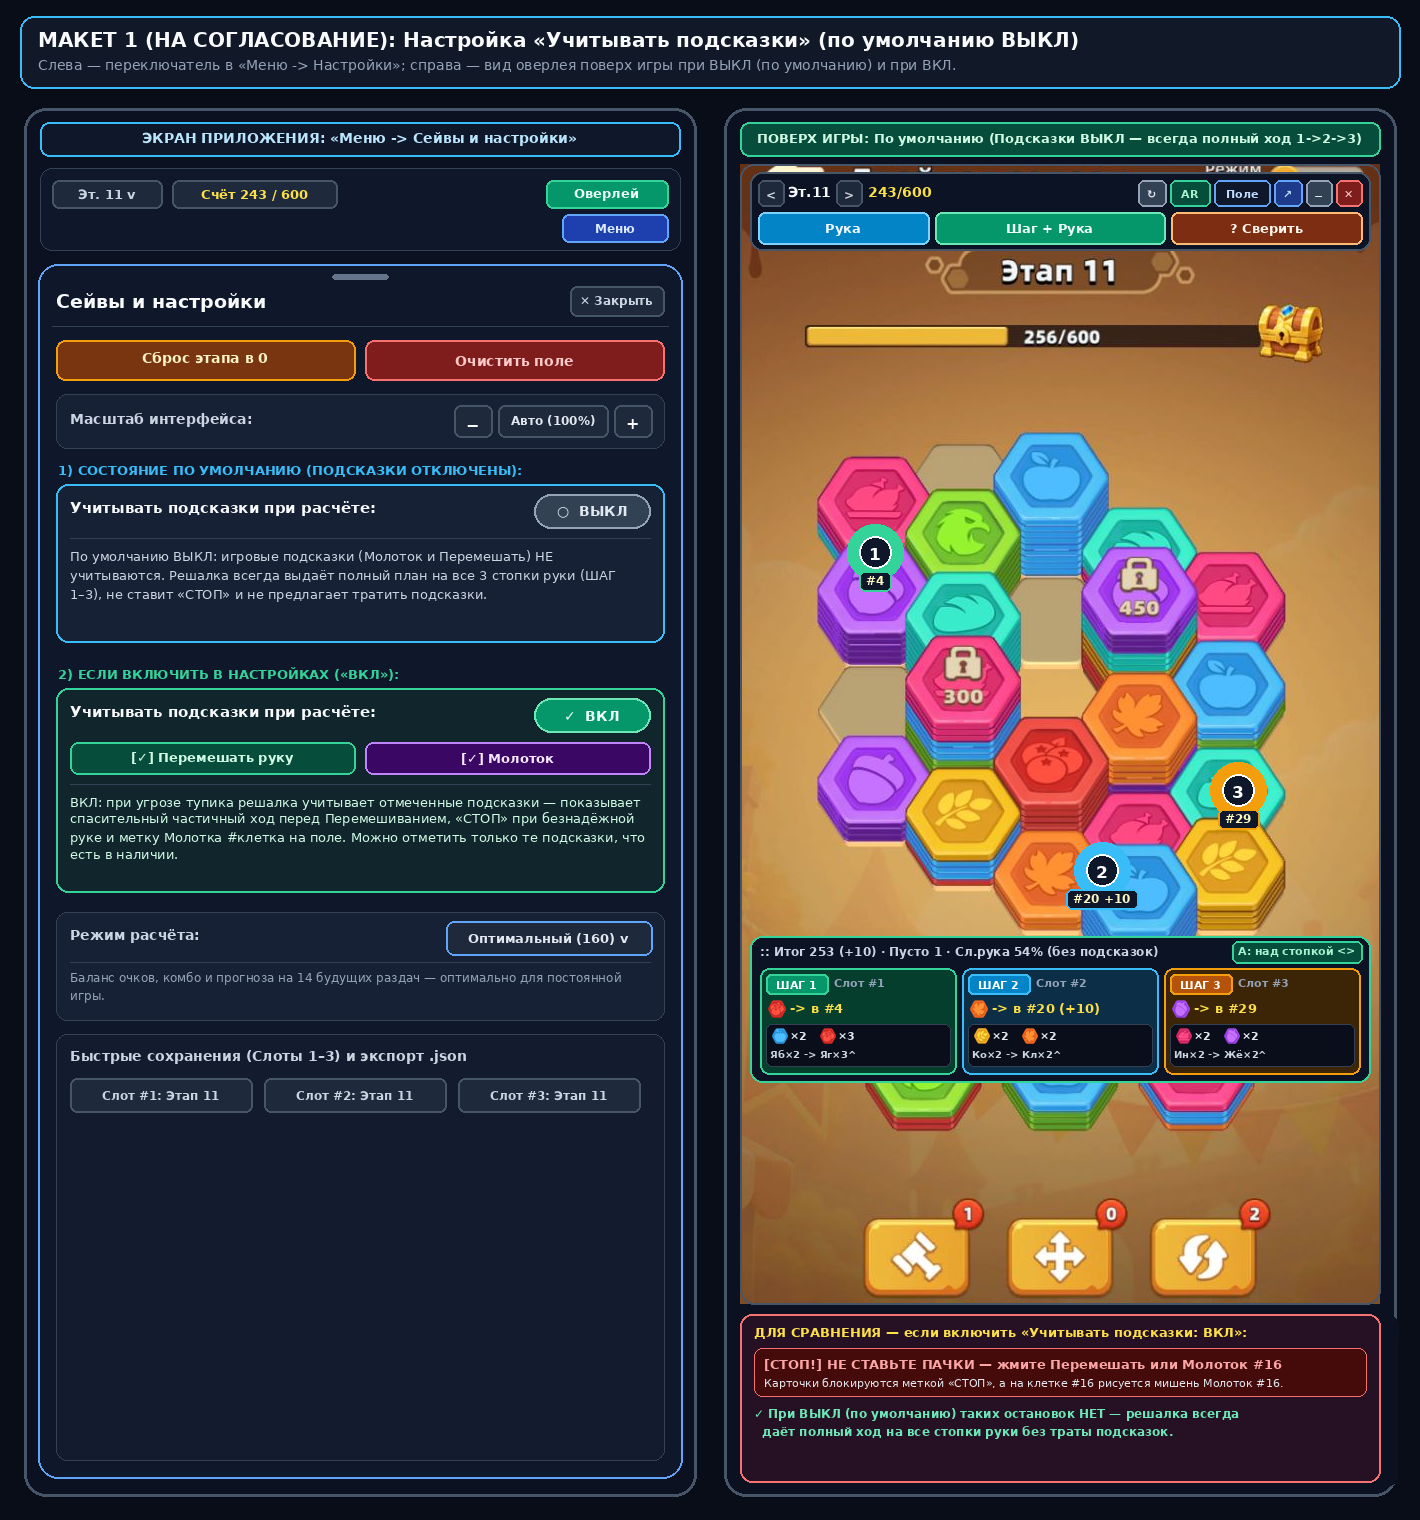 МАКЕТ 1 (НА СОГЛАСОВАНИЕ): Настройка «Учитывать подсказки» (по умолчанию ВЫКЛ)
Слева — переключатель в «Меню -> Настройки»; справа — вид оверлея поверх игры при ВЫКЛ (по умолчанию) и при ВКЛ.
ЭКРАН ПРИЛОЖЕНИЯ: «Меню -> Сейвы и настройки»
Эт. 11 v
Счёт 243 / 600
Оверлей
Меню
Сейвы и настройки
✕ Закрыть
Сброс этапа в 0
Очистить поле
Масштаб интерфейса:
−
Авто (100%)
+
1) СОСТОЯНИЕ ПО УМОЛЧАНИЮ (ПОДСКАЗКИ ОТКЛЮЧЕНЫ):
Учитывать подсказки при расчёте:
○ ВЫКЛ
По умолчанию ВЫКЛ: игровые подсказки (Молоток и Перемешать) НЕ
учитываются. Решалка всегда выдаёт полный план на все 3 стопки руки (ШАГ
1–3), не ставит «СТОП» и не предлагает тратить подсказки.
2) ЕСЛИ ВКЛЮЧИТЬ В НАСТРОЙКАХ («ВКЛ»):
Учитывать подсказки при расчёте:
✓ ВКЛ
[✓] Перемешать руку
[✓] Молоток
ВКЛ: при угрозе тупика решалка учитывает отмеченные подсказки — показывает
спасительный частичный ход перед Перемешиванием, «СТОП» при безнадёжной
руке и метку Молотка #клетка на поле. Можно отметить только те подсказки, что
есть в наличии.
Режим расчёта:
Оптимальный (160) v
Баланс очков, комбо и прогноза на 14 будущих раздач — оптимально для постоянной
игры.
Быстрые сохранения (Слоты 1–3) и экспорт .json
Слот #1: Этап 11
Слот #2: Этап 11
Слот #3: Этап 11
ПОВЕРХ ИГРЫ: По умолчанию (Подсказки ВЫКЛ — всегда полный ход 1->2->3)
Режим
<
Эт.11
>
243/600
↻
AR
Поле
↗
−
✕
Рука
Шаг + Рука
? Сверить
Этап 11
256/600
1
#4
450
300
3
#29
2
#20 +10
:: Итог 253 (+10) · Пусто 1 · Сл.рука 54% (без подсказок)
A: над стопкой <>
ШАГ 1
Слот #1
-> в #4
×2
×3
Яб×2 -> Яг×3^
ШАГ 2
Слот #2
-> в #20 (+10)
×2
×2
Ко×2 -> Кл×2^
ШАГ 3
Слот #3
-> в #29
×2
×2
Ин×2 -> Жё×2^
1
0
2
ДЛЯ СРАВНЕНИЯ — если включить «Учитывать подсказки: ВКЛ»:
[СТОП!] НЕ СТАВЬТЕ ПАЧКИ — жмите Перемешать или Молоток #16
Карточки блокируются меткой «СТОП», а на клетке #16 рисуется мишень Молоток #16.
✓ При ВЫКЛ (по умолчанию) таких остановок НЕТ — решалка всегда
даёт полный ход на все стопки руки без траты подсказок.